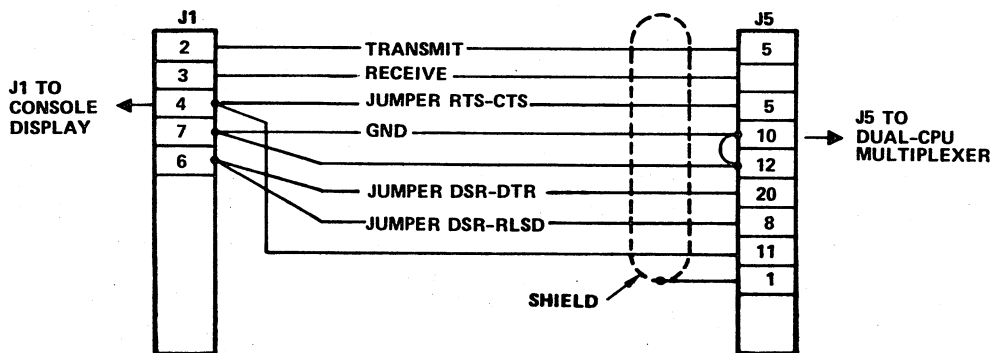 J1
J5
2 TRANSMIT 5
3 RECEIVE
4 JUMPER RTS-CTS 5
7 GND 10
6 12
JUMPER DSR-DTR 20
JUMPER DSR-RLSD 8
11
1
SHIELD
J1 TO
CONSOLE
DISPLAY
J5 TO
DUAL-CPU
MULTIPLEXER